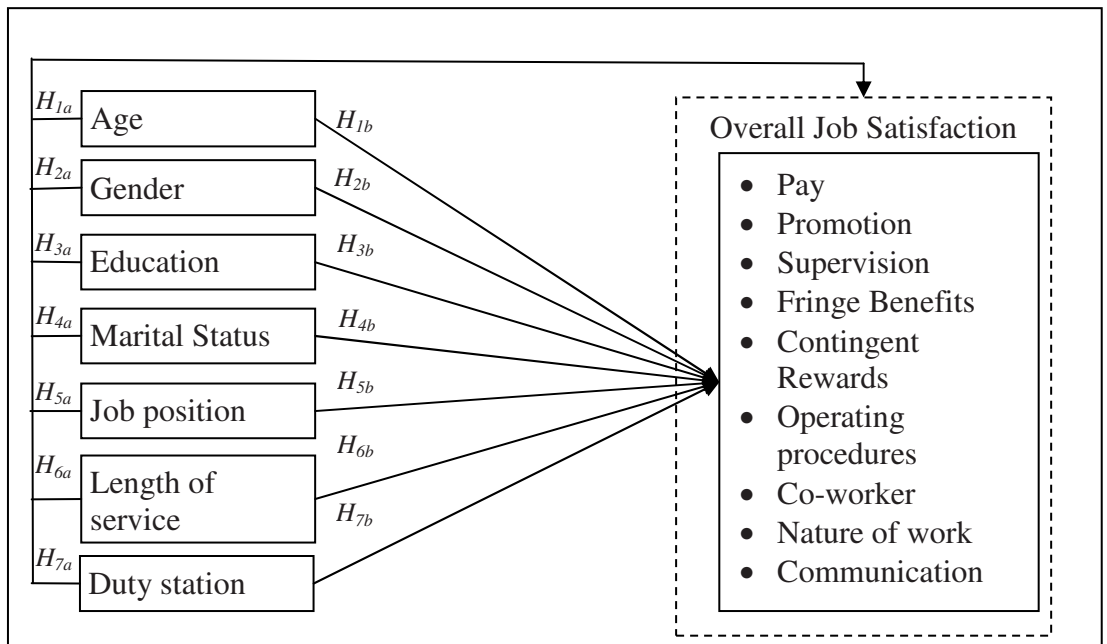 H1a
Age
H1b
H2a
Gender
H2b
H3a
Education
H3b
H4a
Marital Status
H4b
H5a
Job position
H5b
H6a
Length of
service
H6b
H7a
Duty station
H7b
Overall Job Satisfaction
• Pay
• Promotion
• Supervision
• Fringe Benefits
• Contingent
Rewards
• Operating
procedures
• Co-worker
• Nature of work
• Communication